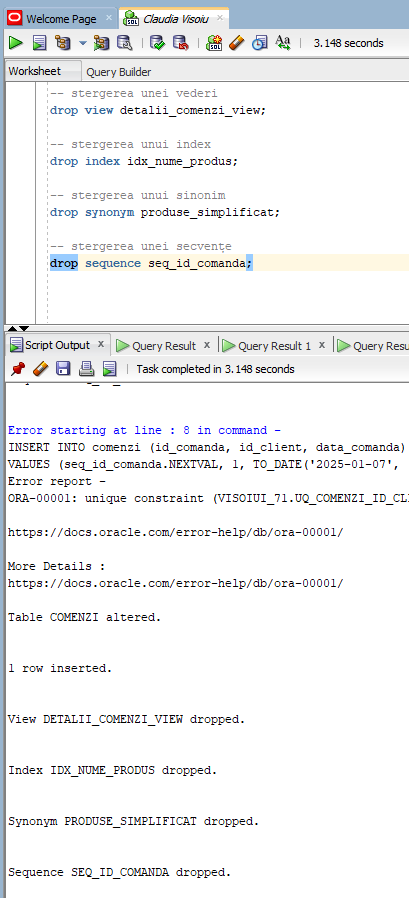 Welcome Page
Claudia Visoiu
3.148 seconds
Worksheet Query Builder
-- stergerea unei vederi
drop view detalii_comenzi_view;
-- stergerea unui index
drop index idx_nume_produs;
-- stergerea unui sinonim
drop synonym produse_simplificat;
-- stergerea unei secvențe
drop sequence seq_id_comanda;
Script Output x Query Result x Query Result 1 x Query Resu
Task completed in 3.148 seconds
Error starting at line : 8 in command -
INSERT INTO comenzi (id_comanda, id_client, data_comanda)
VALUES (seq_id_comanda.NEXTVAL, 1, TO_DATE('2025-01-07',
Error report -
ORA-00001: unique constraint (VISOIUI_71.UQ_COMENZI_ID_CLI
https://docs.oracle.com/error-help/db/ora-00001/
More Details :
https://docs.oracle.com/error-help/db/ora-00001/
Table COMENZI altered.
1 row inserted.
View DETALII_COMENZI_VIEW dropped.
Index IDX_NUME_PRODUS dropped.
Synonym PRODUSE_SIMPLIFICAT dropped.
Sequence SEQ_ID_COMANDA dropped.